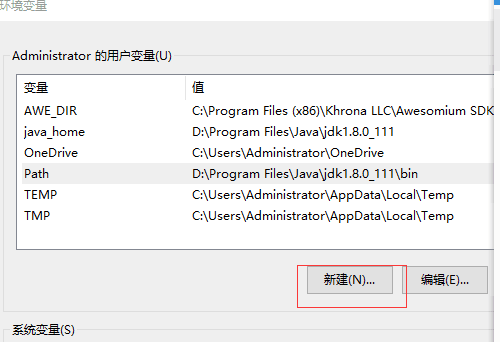 环境变量
Administrator 的用户变量(U)
变量 值
AWE_DIR C:\Program Files (x86)\Khrona LLC\Awesomium SDK
java_home D:\Program Files\Java\jdk1.8.0_111
OneDrive C:\Users\Administrator\OneDrive
Path D:\Program Files\Java\jdk1.8.0_111\bin
TEMP C:\Users\Administrator\AppData\Local\Temp
TMP C:\Users\Administrator\AppData\Local\Temp
新建(N)... 编辑(E)...
系统变量(S)